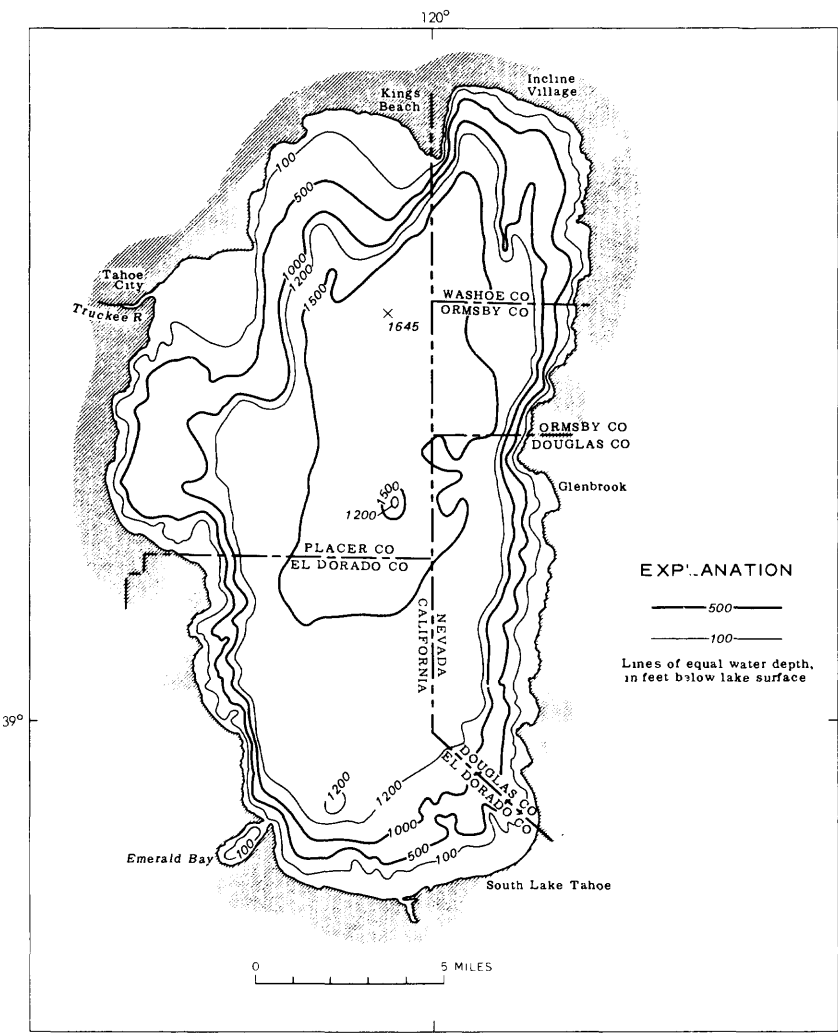 120°
Incline
Village
Kings
Beach
100
500
1000
1200
1500
Tahoe
City
Truckee R
WASHOE CO
ORMSBY CO
1645
ORMSBY CO
DOUGLAS CO
Glenbrook
1500
1200
PLACER CO
EL DORADO CO
EXP'_ANATION
500
100
Lines of equal water depth,
in feet below lake surface
NEVADA
CALIFORNIA
39°
DOUGLAS CO
EL DORADO CO
1200
1200
1000
500
100
Emerald Bay
100
South Lake Tahoe
0 5 MILES